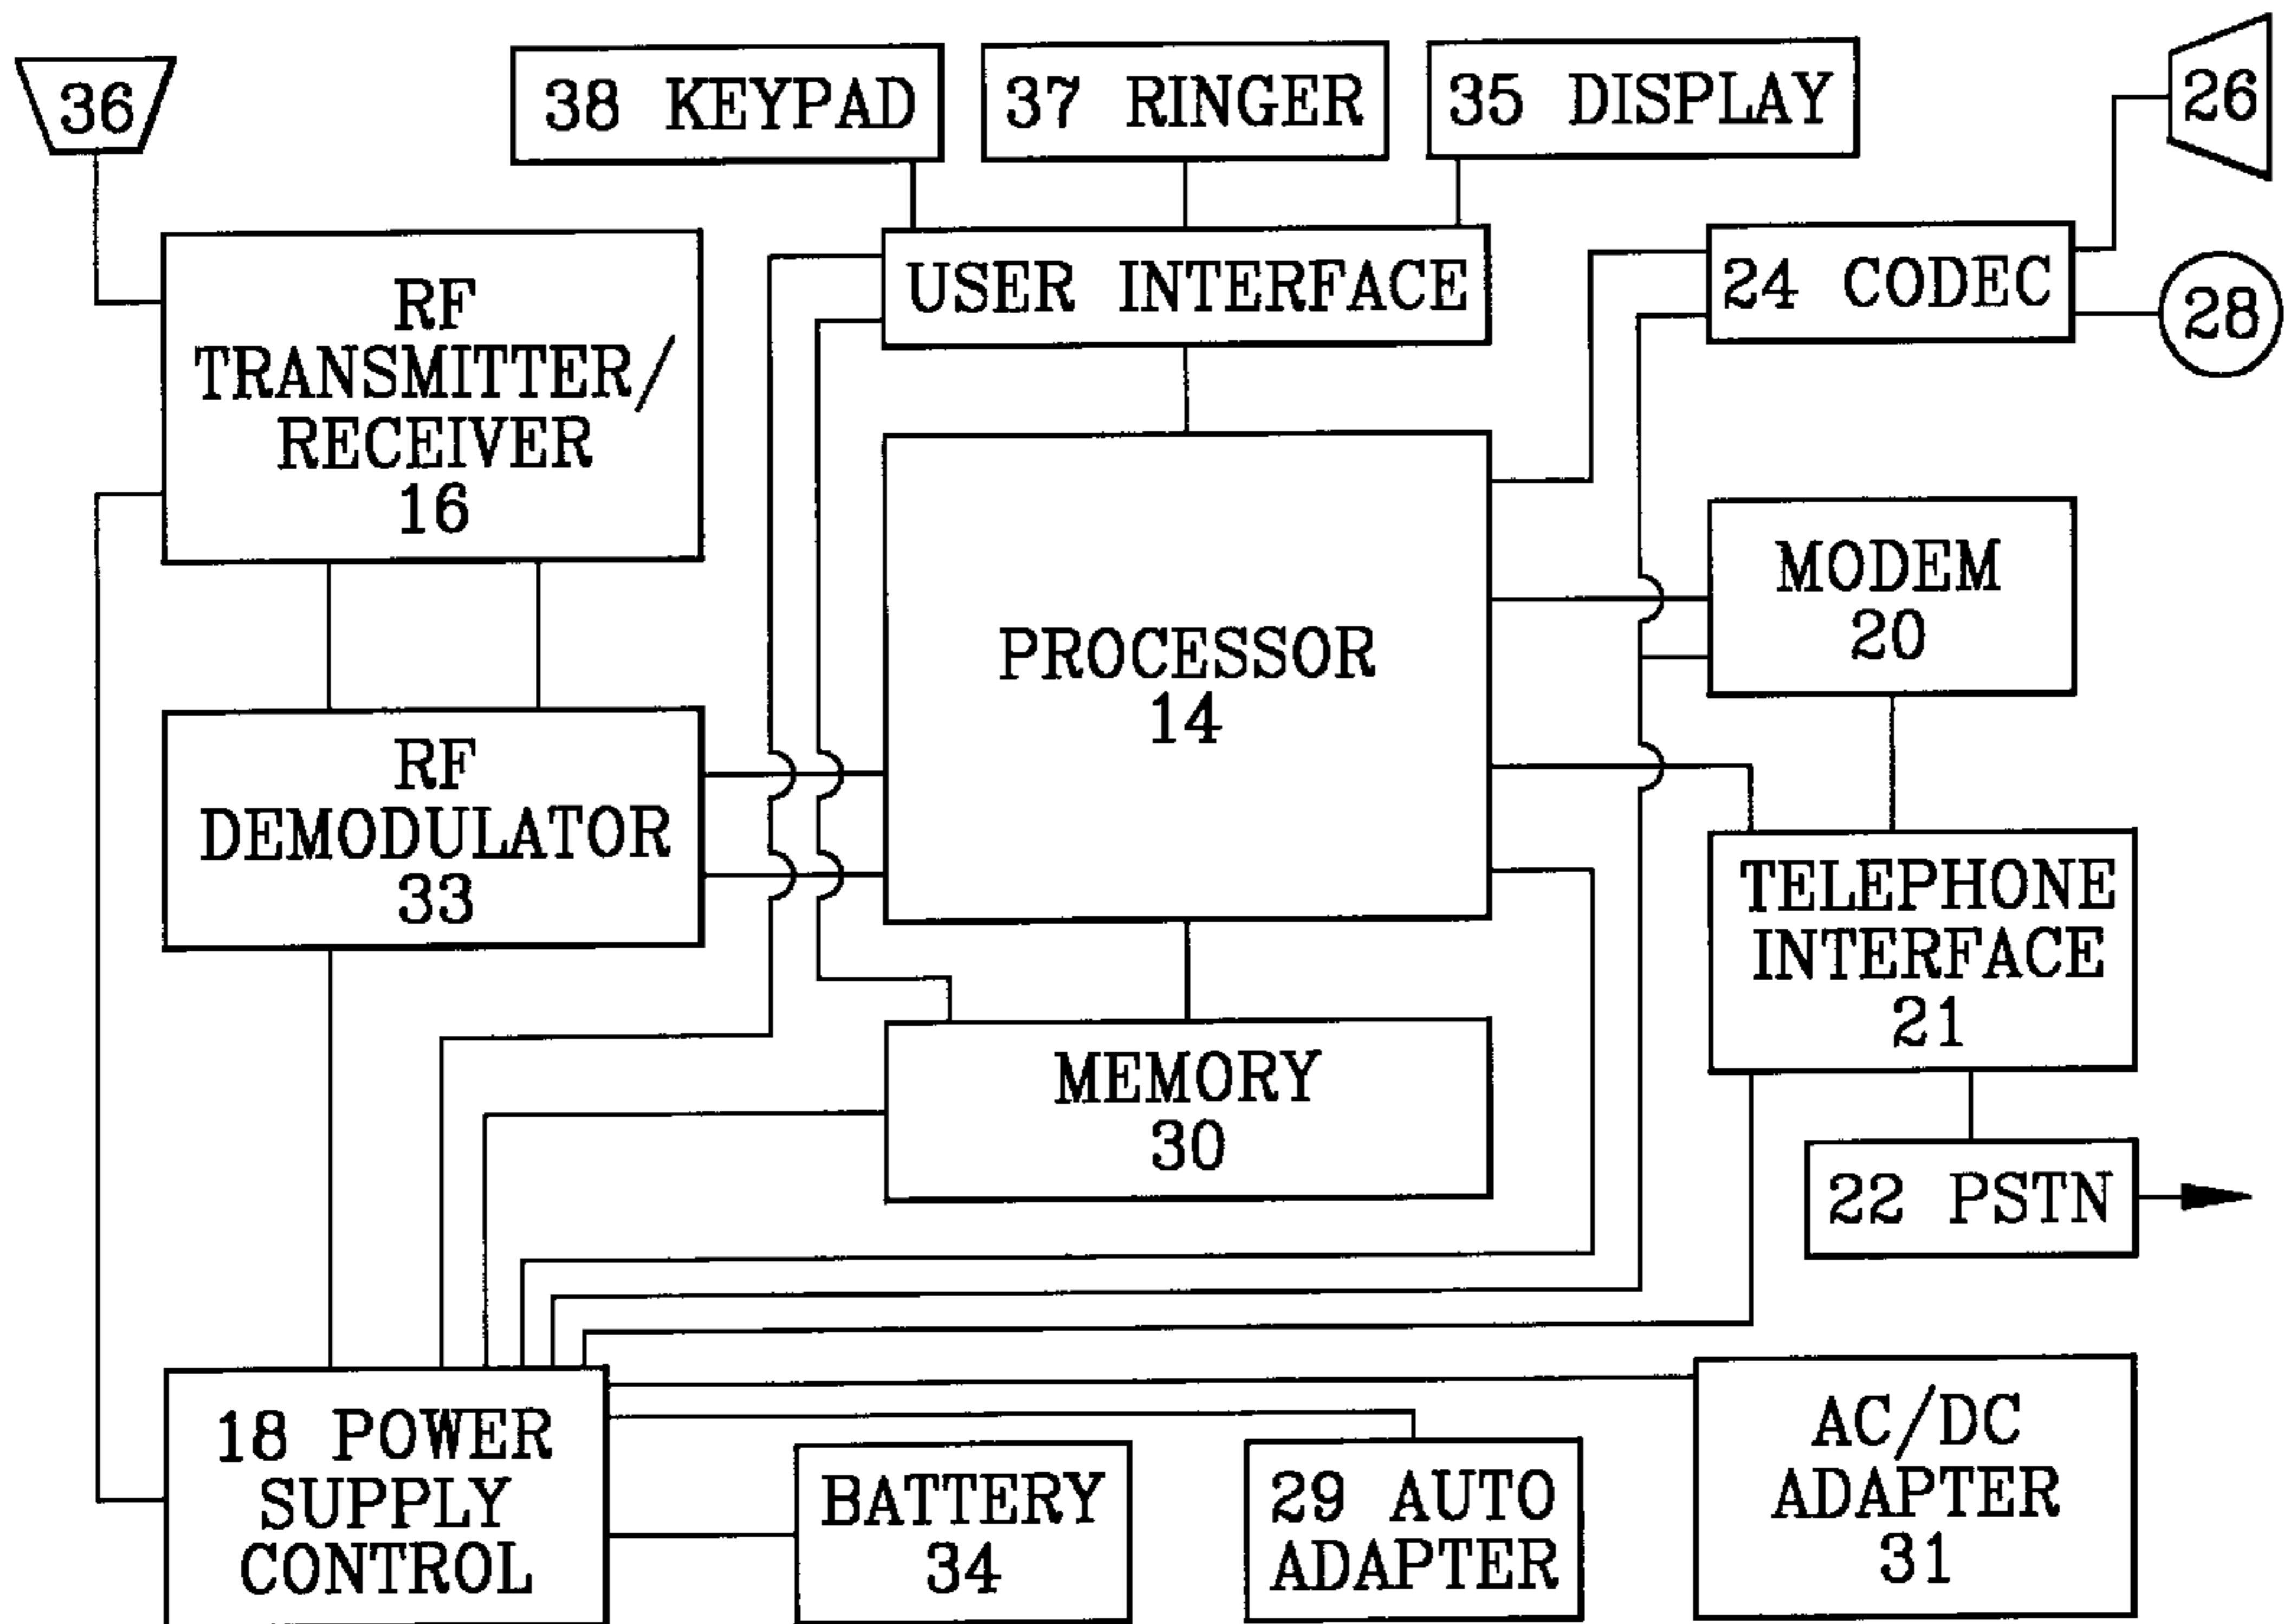 36
38 KEYPAD
37 RINGER
35 DISPLAY
26
RF
TRANSMITTER/
RECEIVER
16
USER INTERFACE
24 CODEC
28
PROCESSOR
14
MODEM
20
RF
DEMODULATOR
33
TELEPHONE
INTERFACE
21
MEMORY
30
22 PSTN
18 POWER
SUPPLY
CONTROL
BATTERY
34
29 AUTO
ADAPTER
AC/DC
ADAPTER
31